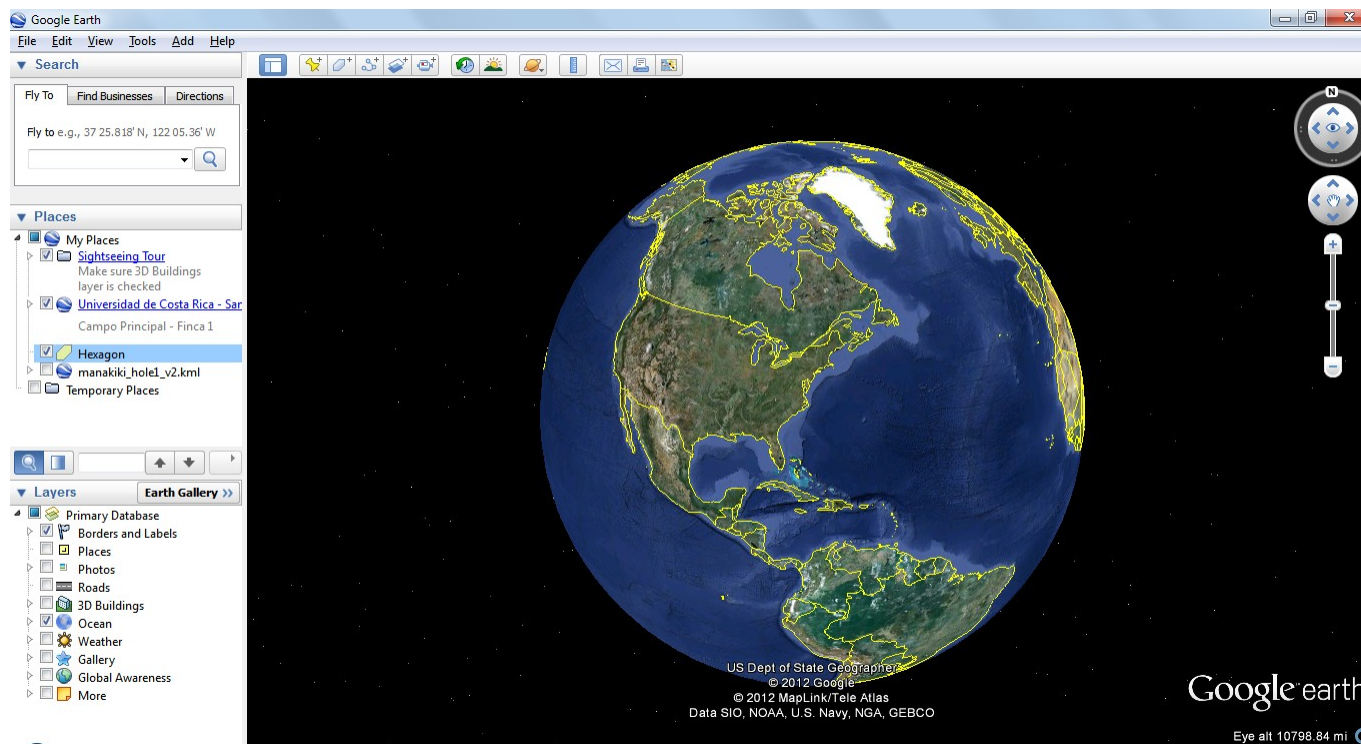 Google Earth
File Edit View Tools Add Help
Search
Fly To Find Businesses Directions
Fly to e.g., 37 25.818' N, 122 05.36' W
Places
My Places
Sightseeing Tour
Make sure 3D Buildings
layer is checked
Universidad de Costa Rica - San
Campo Principal - Finca 1
Hexagon
manakiki_hole1_v2.kml
Temporary Places
Layers
Earth Gallery >>
Primary Database
Borders and Labels
Places
Photos
Roads
3D Buildings
Ocean
Weather
Gallery
Global Awareness
More
N
US Dept of State Geographer
© 2012 Google
© 2012 MapLink/Tele Atlas
Data SIO, NOAA, U.S. Navy, NGA, GEBCO
Google earth
Eye alt 10798.84 mi